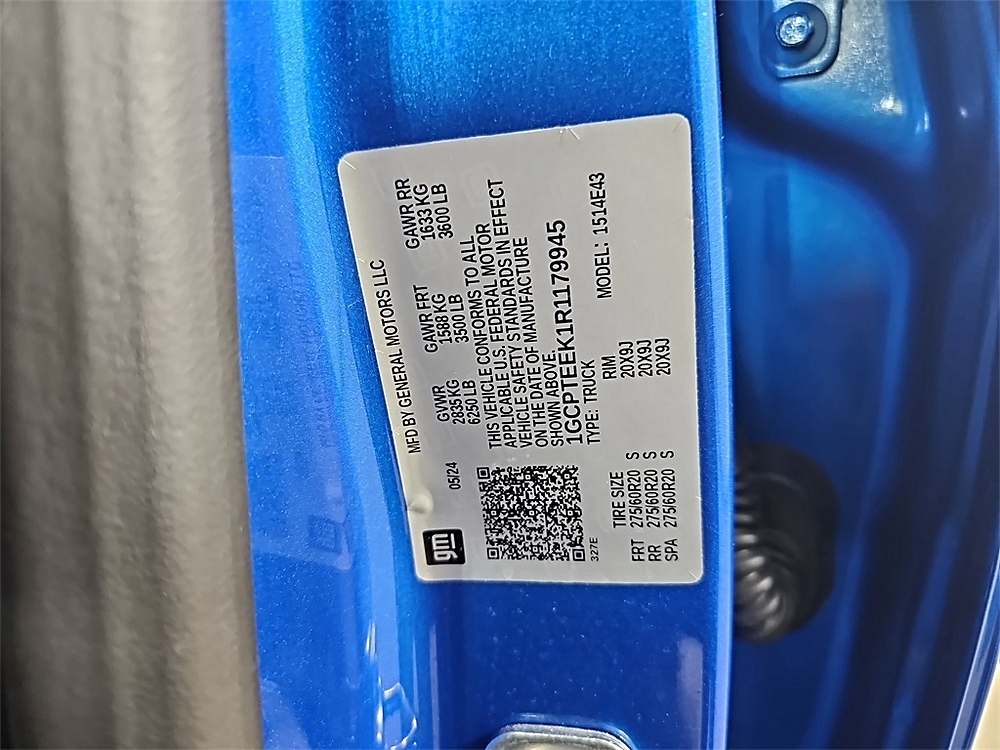 gm
MFD BY GENERAL MOTORS LLC
05/24
GVWR GAWR FRT GAWR RR
2835 KG 1588 KG 1633 KG
6250 LB 3500 LB 3600 LB
THIS VEHICLE CONFORMS TO ALL
APPLICABLE U.S. FEDERAL MOTOR
VEHICLE SAFETY STANDARDS IN EFFECT
ON THE DATE OF MANUFACTURE
SHOWN ABOVE.
1GCPTEEK1R1179945
TYPE: TRUCK MODEL: 1514E43
327E
TIRE SIZE RIM
FRT 275/60R20 S 20X9J
RR 275/60R20 S 20X9J
SPA 275/60R20 S 20X9J